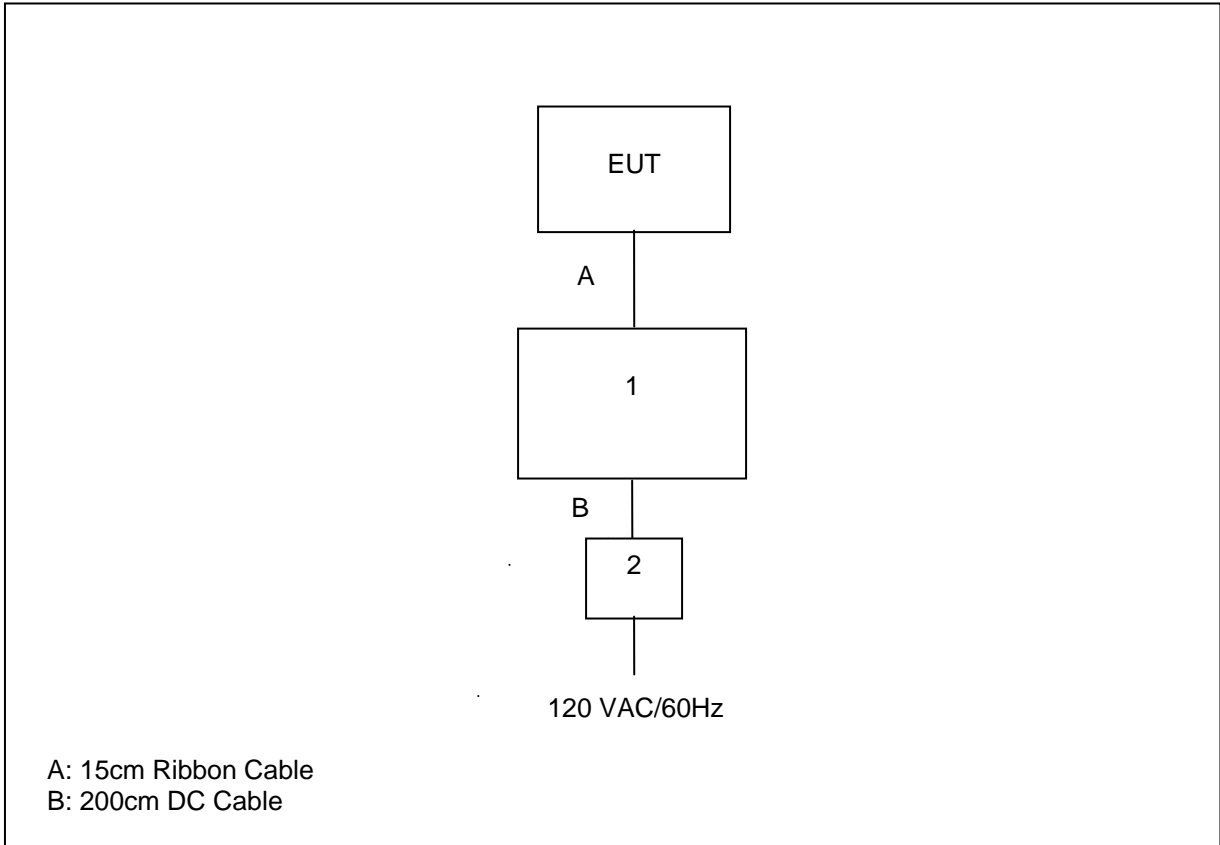 EUT
A
1
B
2
120 VAC/60Hz
A: 15cm Ribbon Cable
B: 200cm DC Cable